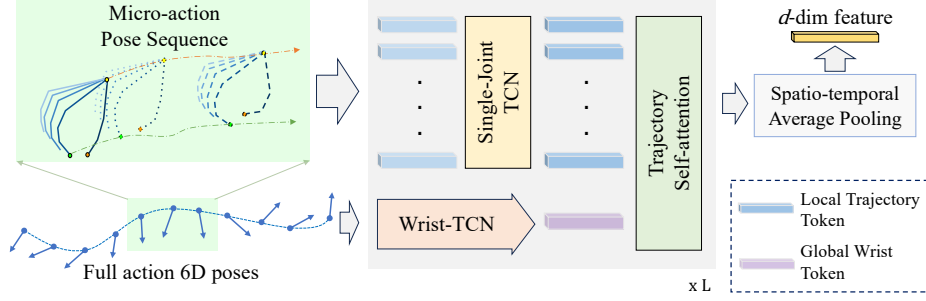 Micro-action
Pose Sequence
Full action 6D poses
Single-Joint
TCN
Wrist-TCN
Trajectory
Self-attention
x L
d-dim feature
Spatio-temporal
Average Pooling
Local Trajectory
Token
Global Wrist
Token